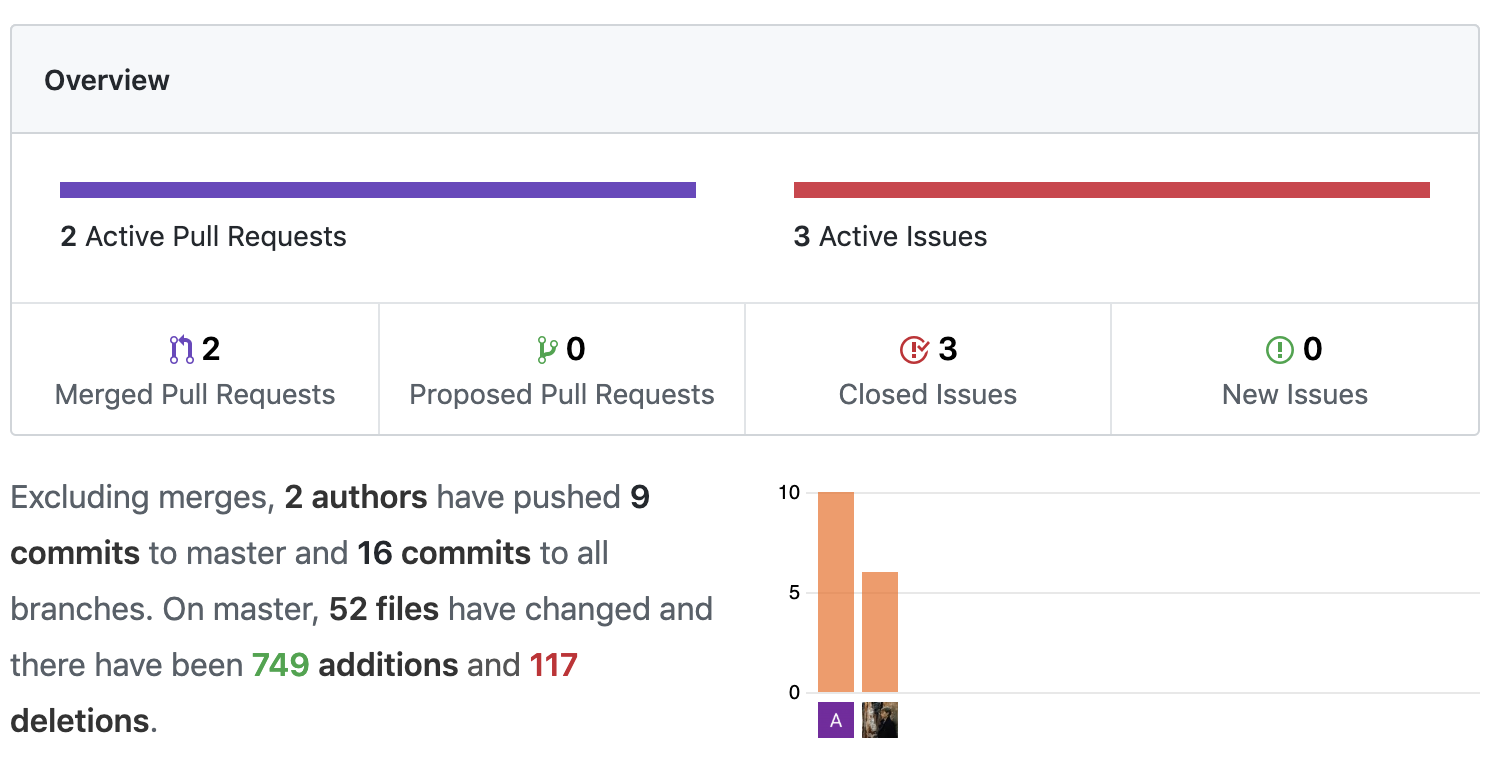 Overview
2 Active Pull Requests
3 Active Issues
2
Merged Pull Requests
0
Proposed Pull Requests
3
Closed Issues
0
New Issues
Excluding merges, 2 authors have pushed 9
commits to master and 16 commits to all
branches. On master, 52 files have changed and
there have been 749 additions and 117
deletions.
10
5
0
A